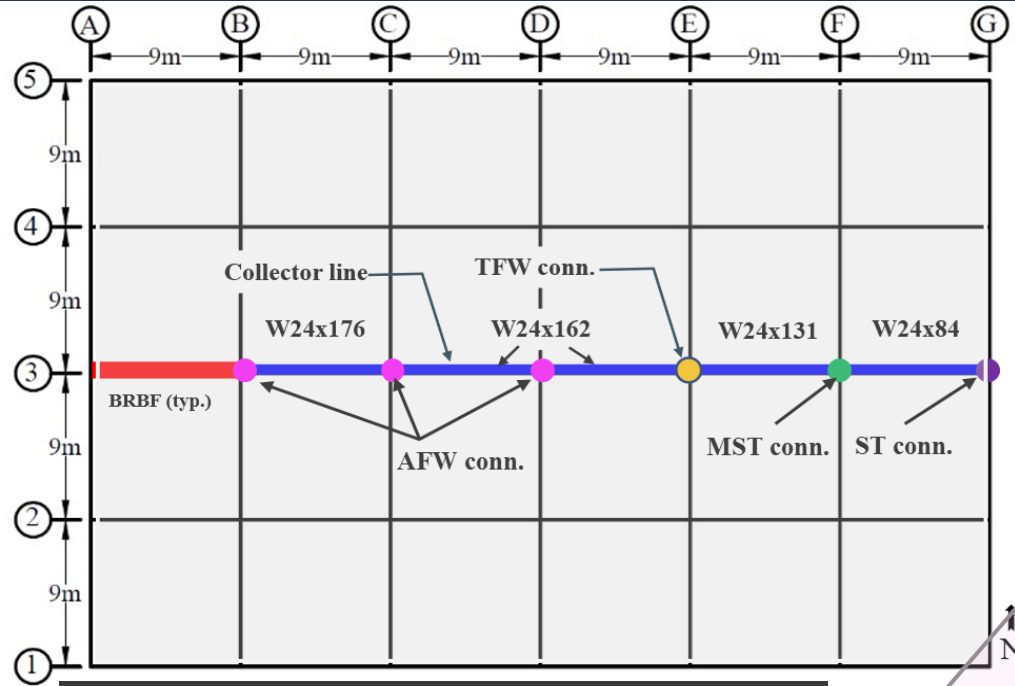 A B C D E F G
9m 9m 9m 9m 9m 9m
5
9m
4
Collector line
TFW conn.
9m
W24x176 W24x162 W24x131 W24x84
3
BRBF (typ.)
MST conn. ST conn.
9m
AFW conn.
2
9m
1
N